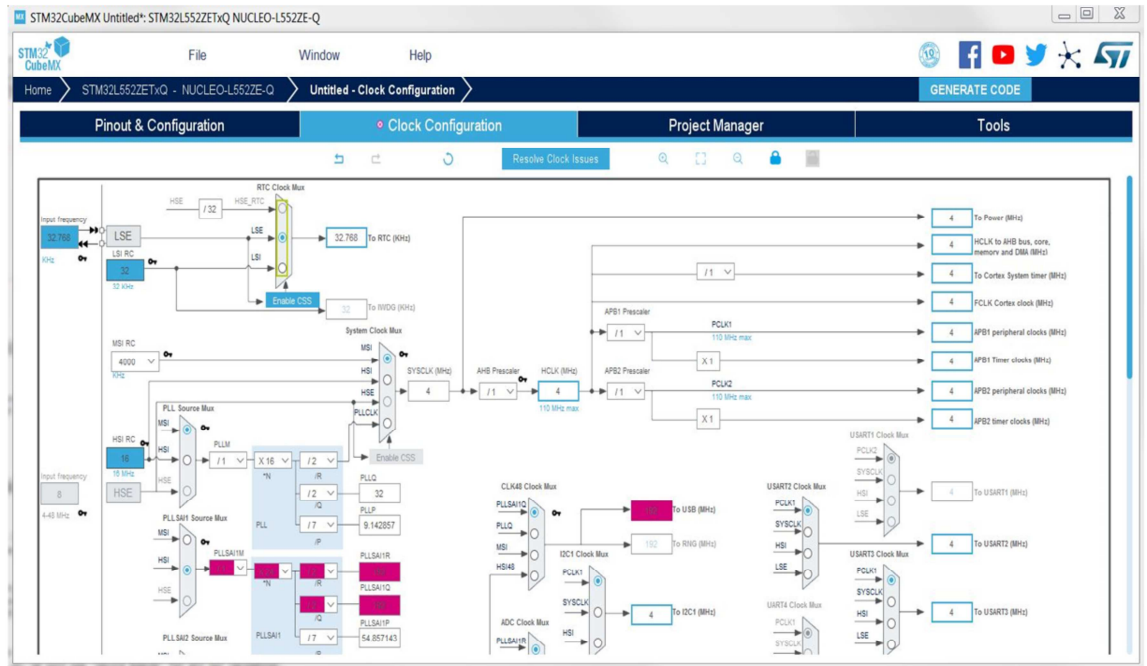 STM32CubeMX Untitled*: STM32L552ZETxQ NUCLEO-L552ZE-Q
STM32 CubeMX
File Window Help
10
Home STM32L552ZETxQ - NUCLEO-L552ZE-Q Untitled - Clock Configuration GENERATE CODE
Pinout & Configuration Clock Configuration Project Manager Tools
Resolve Clock Issues
RTC Clock Mux
HSE / 32 HSE_RTC
Input frequency
32.768
KHz
LSE
LSE
32.768 To RTC (KHz)
LSI RC
32
32 KHz
LSI
Enable CSS
32 To IWDG (KHz)
System Clock Mux
MSI RC
4000
KHz
MSI
HSI
HSE
PLLCLK
Enable CSS
SYSCLK (MHz)
4
AHB Prescaler
/ 1
HCLK (MHz)
4
110 MHz max
4 To Power (MHz)
4 HCLK to AHB bus, core,
memory and DMA (MHz)
/ 1
4 To Cortex System timer (MHz)
4 FCLK Cortex clock (MHz)
APB1 Prescaler
/ 1
PCLK1
110 MHz max
4 APB1 peripheral clocks (MHz)
X 1
4 APB1 Timer clocks (MHz)
APB2 Prescaler
/ 1
PCLK2
110 MHz max
4 APB2 peripheral clocks (MHz)
X 1
4 APB2 timer clocks (MHz)
PLL Source Mux
MSI
HSI
HSE
HSI RC
16
16 MHz
Input frequency
8
4-48 MHz
HSE
PLLM
/ 1
X 16
*N
PLL
/ 2
/R
/ 2
/Q
/ 7
/P
PLLQ
32
PLLP
9.142857
PLLSAI1 Source Mux
MSI
HSI
HSE
PLLSAI1M
*N
PLLSAI1
/R
/Q
/ 7
/P
PLLSAI1R
PLLSAI1Q
PLLSAI1P
54.857143
PLLSAI2 Source Mux
CLK48 Clock Mux
PLLSAI1Q
PLLQ
MSI
HSI48
192 To USB (MHz)
192 To RNG (MHz)
I2C1 Clock Mux
PCLK1
SYSCLK
HSI
4 To I2C1 (MHz)
ADC Clock Mux
PLLSAI1R
USART1 Clock Mux
PCLK2
SYSCLK
HSI
LSE
4 To USART1 (MHz)
USART2 Clock Mux
PCLK1
SYSCLK
HSI
LSE
4 To USART2 (MHz)
USART3 Clock Mux
PCLK1
SYSCLK
HSI
LSE
4 To USART3 (MHz)
UART4 Clock Mux
PCLK1
SYSCLK